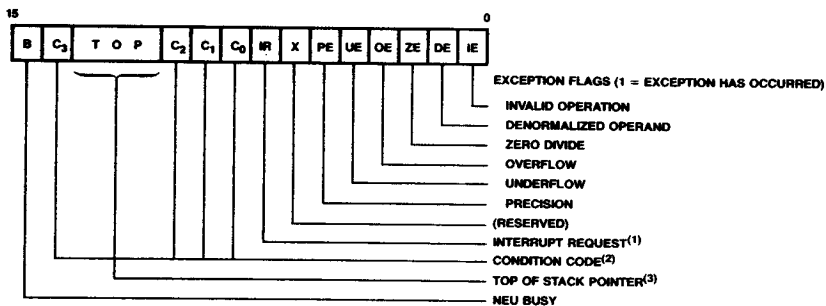 15 0
B C3 T O P C2 C1 C0 IR X PE UE OE ZE DE IE
EXCEPTION FLAGS (1 = EXCEPTION HAS OCCURRED)
INVALID OPERATION
DENORMALIZED OPERAND
ZERO DIVIDE
OVERFLOW
UNDERFLOW
PRECISION
(RESERVED)
INTERRUPT REQUEST(1)
CONDITION CODE(2)
TOP OF STACK POINTER(3)
NEU BUSY